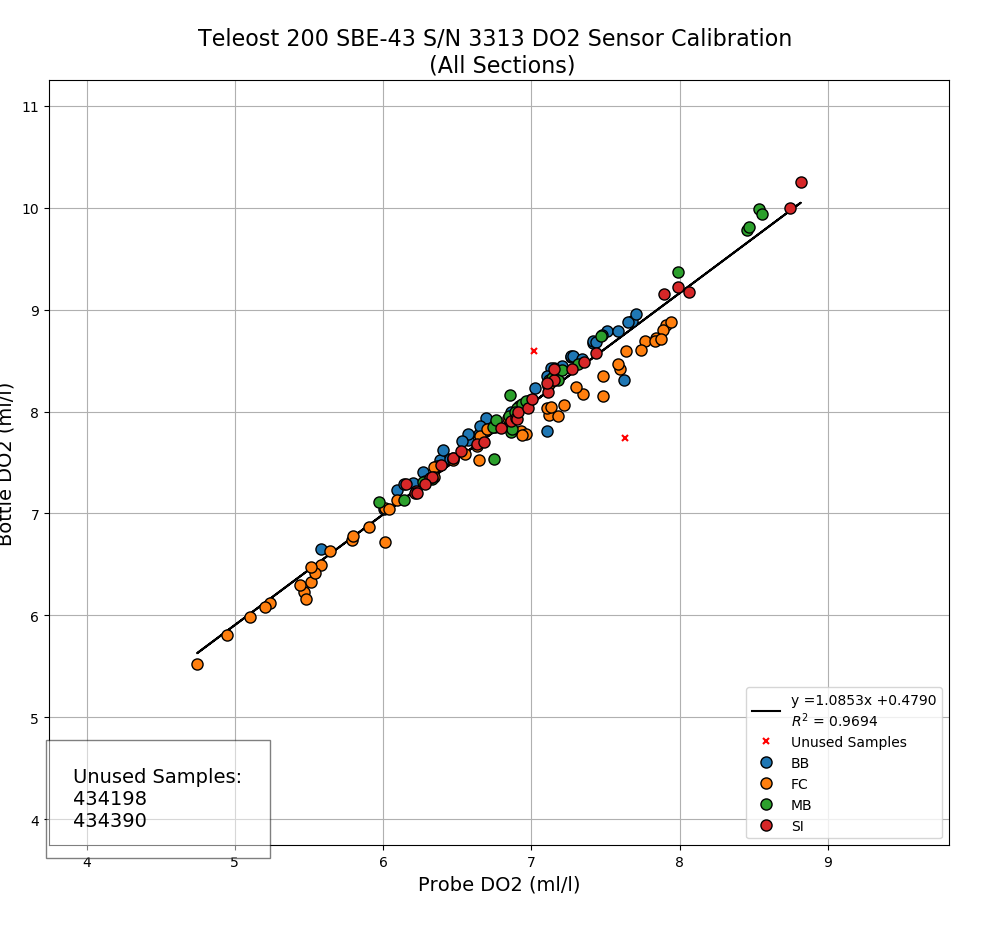 Teleost 200 SBE-43 S/N 3313 DO2 Sensor Calibration
(All Sections)
Bottle DO2 (ml/l)
11
10
9
8
7
6
5
4
y =1.0853x +0.4790
R² = 0.9694
Unused Samples
BB
FC
MB
SI
Unused Samples:
434198
434390
4 5 6 7 8 9
Probe DO2 (ml/l)